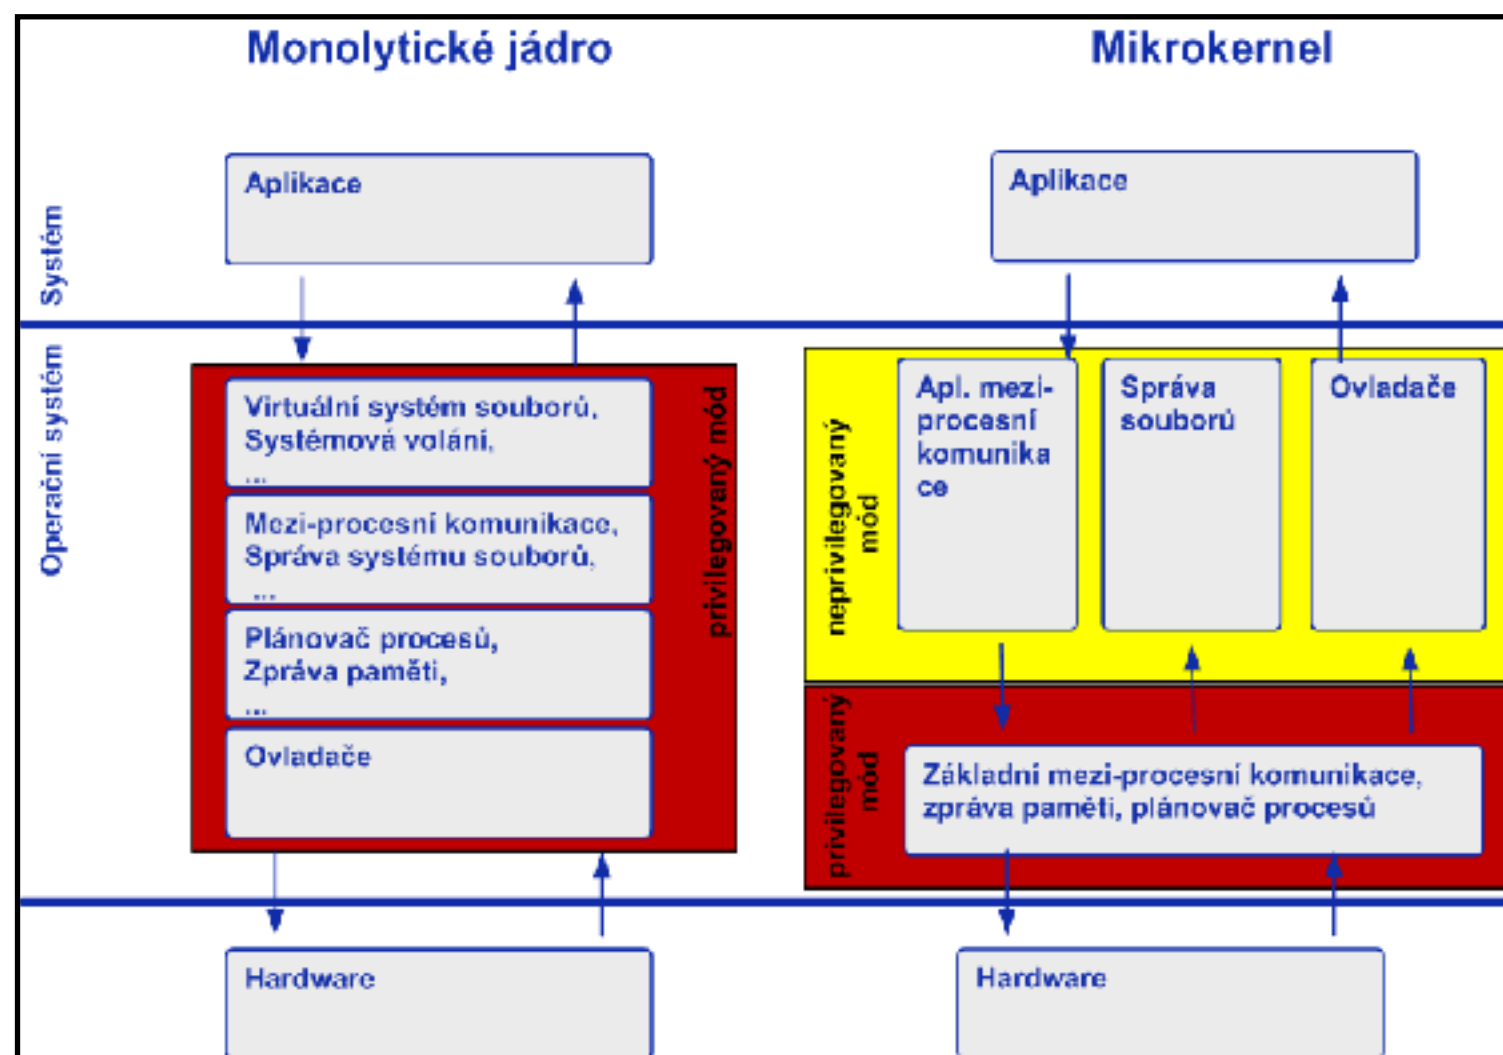 Monolytické jádro
Mikrokernel
Systém
Operační systém
Aplikace
Virtuální systém souborů,
Systémová volání,
...
Mezi-procesní komunikace,
Správa systému souborů,
...
Plánovač procesů,
Zpráva paměti,
...
Ovladače
privilegovaný mód
Hardware
Aplikace
neprivilegovaný
mód
Apl. mezi-
procesní
komunika
ce
Správa
souborů
Ovladače
privilegovaný
mód
Základní mezi-procesní komunikace,
zpráva paměti, plánovač procesů
Hardware